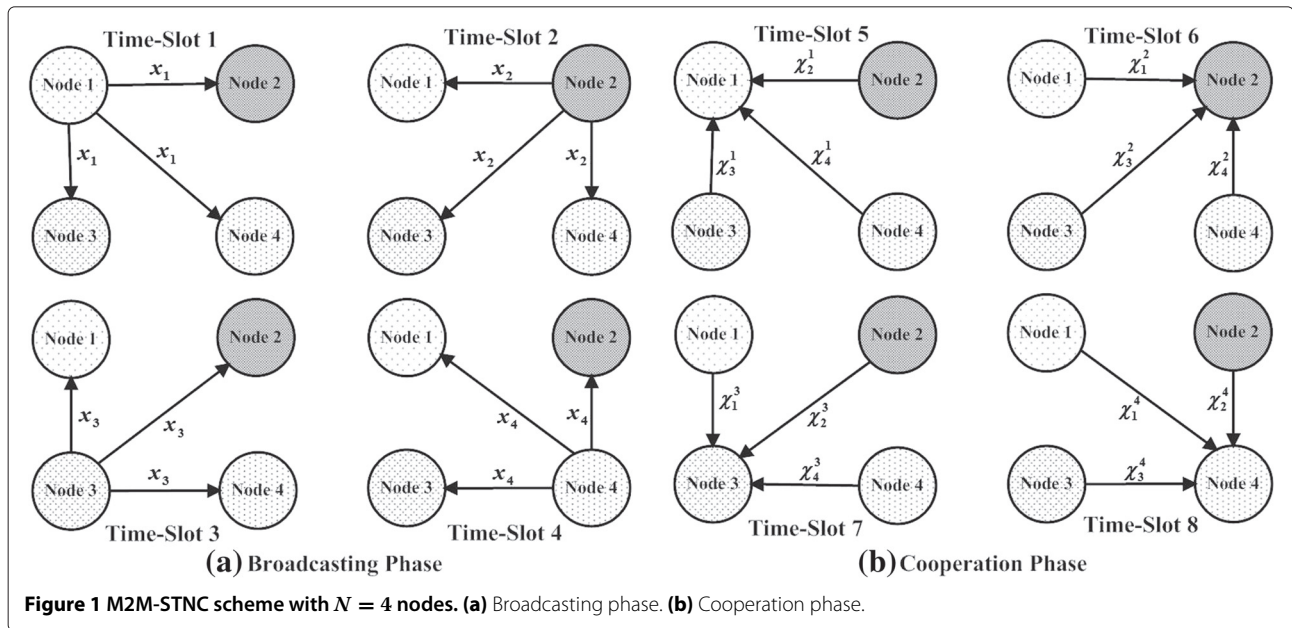 Time-Slot 1
Node 1
x₁
Node 2
x₁
x₁
Node 3
Node 4
Time-Slot 2
Node 1
x₂
Node 2
x₂
x₂
Node 3
Node 4
Node 1
Node 2
x₃
x₃
x₃
Node 3
Node 4
Time-Slot 3
Node 1
Node 2
x₄
x₄
x₄
Node 3
Node 4
Time-Slot 4
(a) Broadcasting Phase
Time-Slot 5
Node 1
χ₂¹
Node 2
χ₃¹
χ₄¹
Node 3
Node 4
Time-Slot 6
Node 1
χ₁²
Node 2
χ₃²
χ₄²
Node 3
Node 4
Node 1
Node 2
χ₁³
χ₂³
χ₄³
Node 3
Node 4
Time-Slot 7
Node 1
Node 2
χ₁⁴
χ₂⁴
χ₃⁴
Node 3
Node 4
Time-Slot 8
(b) Cooperation Phase
Figure 1 M2M-STNC scheme with N = 4 nodes. (a) Broadcasting phase. (b) Cooperation phase.